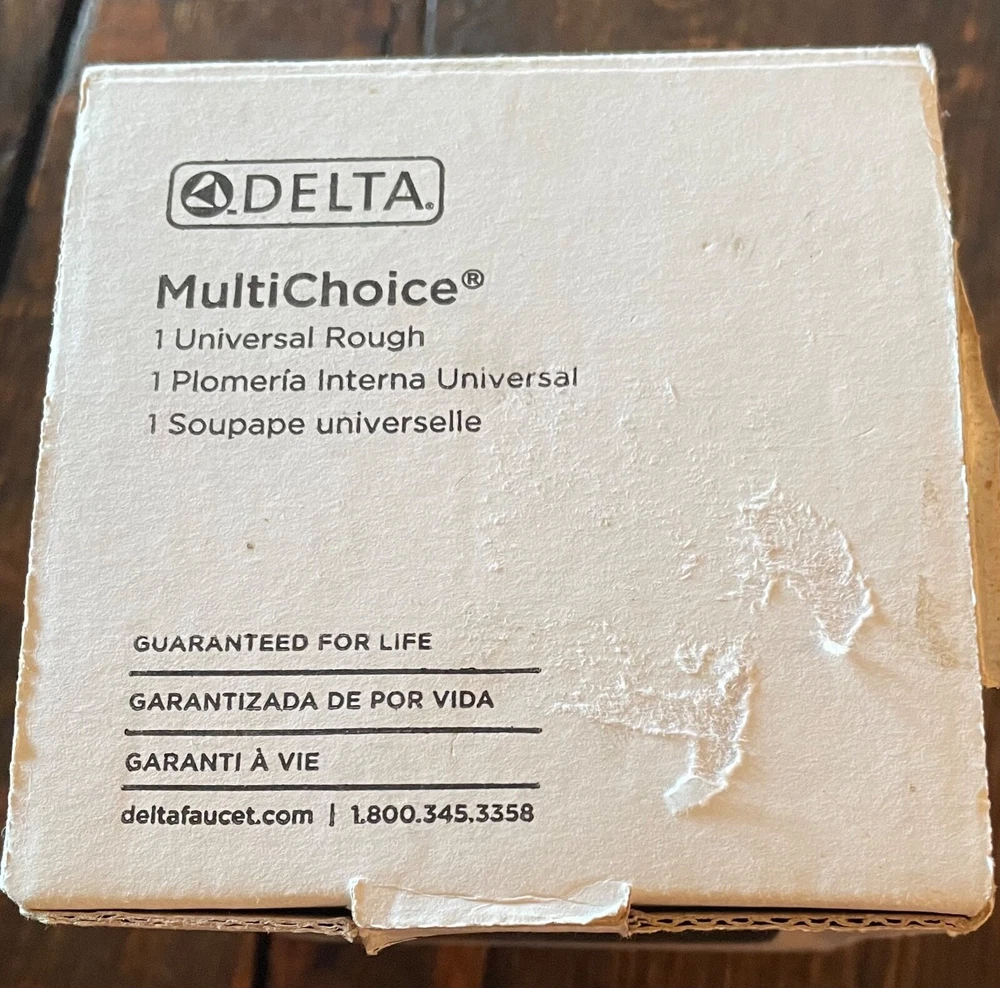 DELTA
MultiChoice®
1 Universal Rough
1 Plomería Interna Universal
1 Soupape universelle
GUARANTEED FOR LIFE
GARANTIZADA DE POR VIDA
GARANTI À VIE
deltafaucet.com | 1.800.345.3358